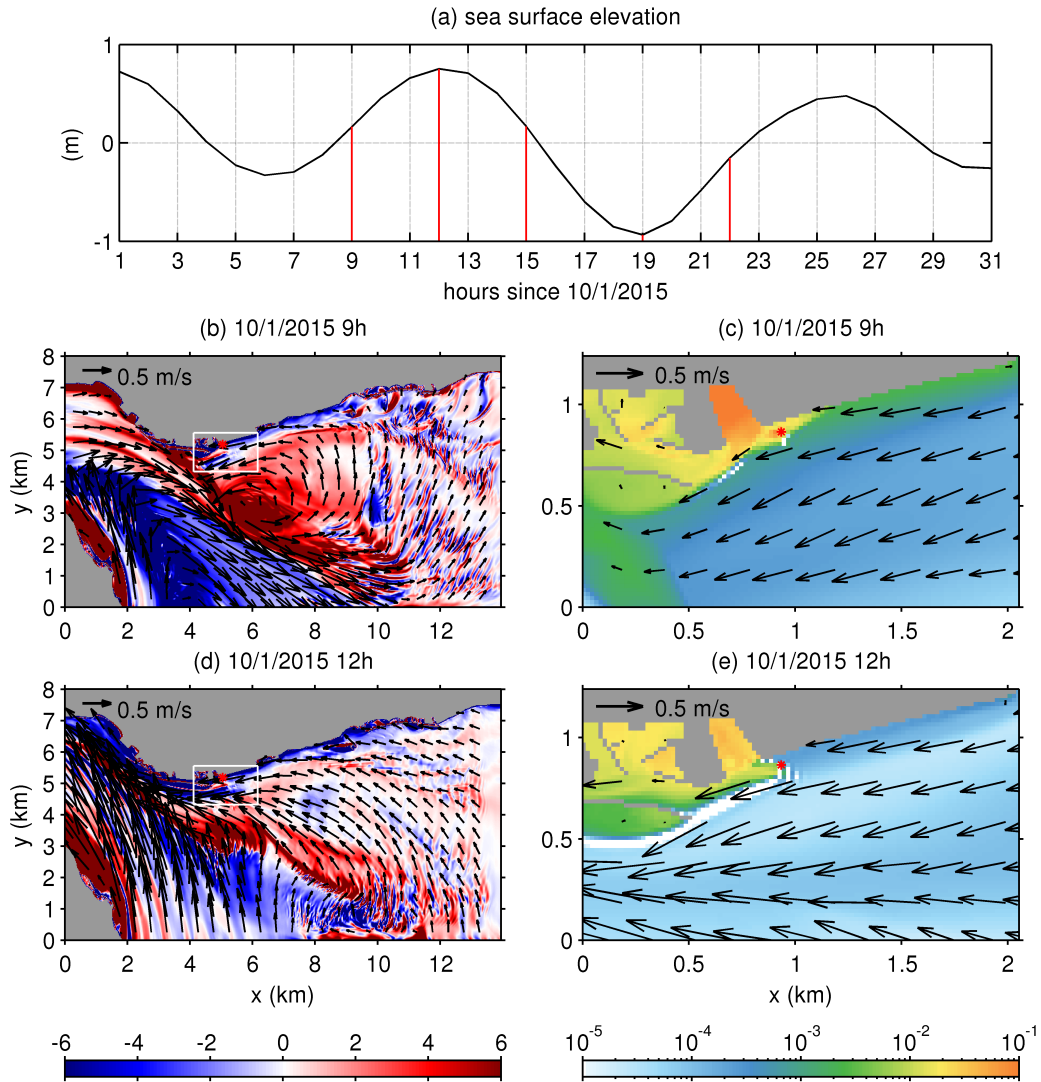 (a) sea surface elevation
1
0
-1
(m)
1 3 5 7 9 11 13 15 17 19 21 23 25 27 29 31
hours since 10/1/2015
(b) 10/1/2015 9h
0.5 m/s
8
7
6
5
4
3
2
1
0
y (km)
0 2 4 6 8 10 12
(c) 10/1/2015 9h
0.5 m/s
1
0.5
0
0 0.5 1 1.5 2
(d) 10/1/2015 12h
0.5 m/s
8
7
6
5
4
3
2
1
0
y (km)
0 2 4 6 8 10 12
x (km)
(e) 10/1/2015 12h
0.5 m/s
1
0.5
0
0 0.5 1 1.5 2
x (km)
-6 -4 -2 0 2 4 6
10⁻⁵ 10⁻⁴ 10⁻³ 10⁻² 10⁻¹